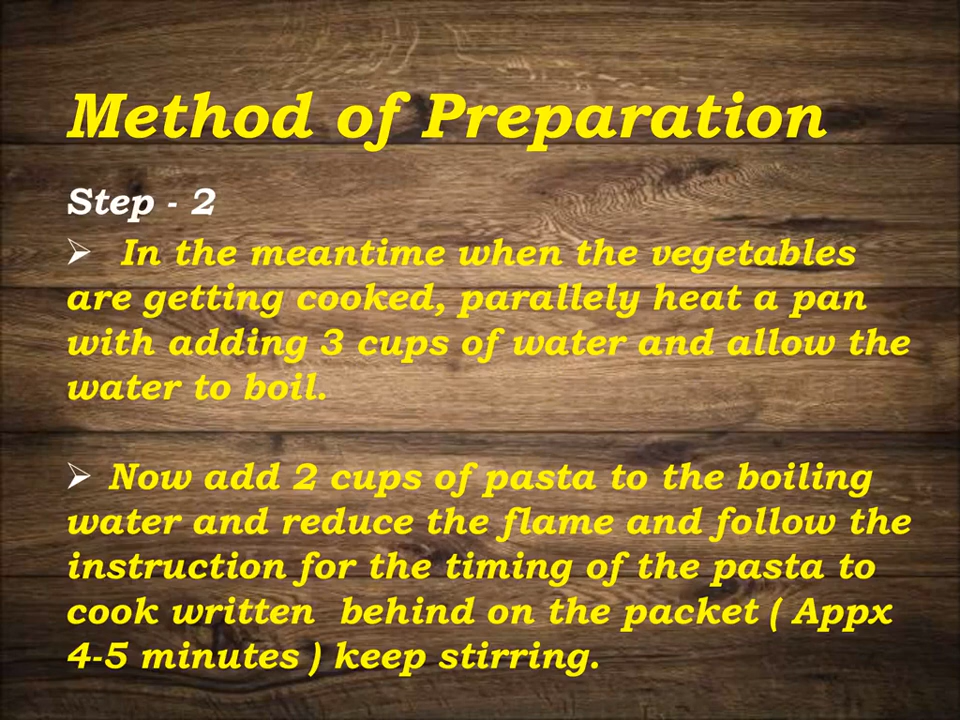 Method of Preparation
Step - 2
➢ In the meantime when the vegetables
are getting cooked, parallely heat a pan
with adding 3 cups of water and allow the
water to boil.
➢ Now add 2 cups of pasta to the boiling
water and reduce the flame and follow the
instruction for the timing of the pasta to
cook written behind on the packet ( Appx
4-5 minutes ) keep stirring.